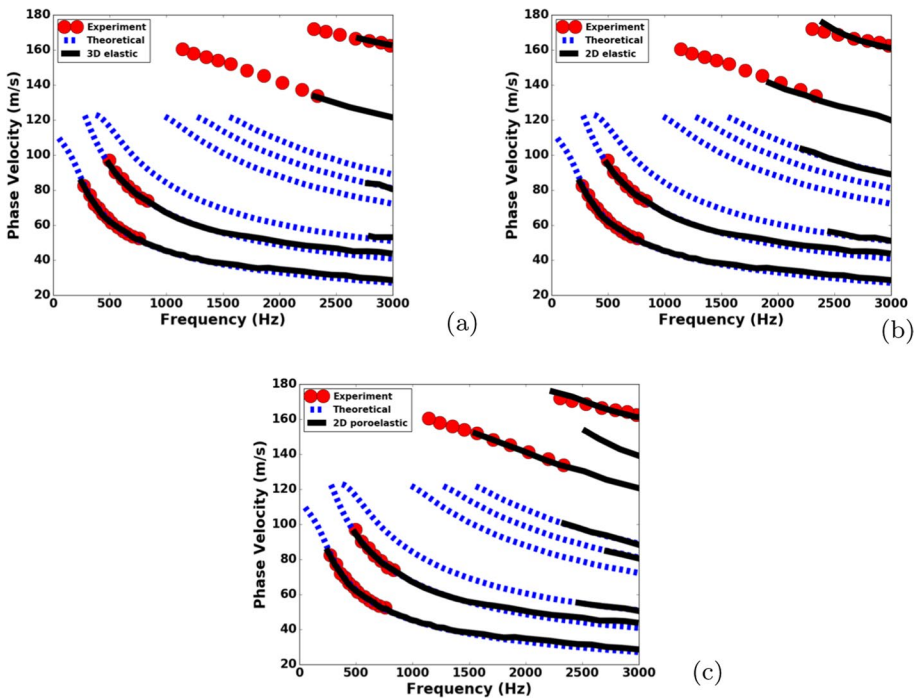 180
160
140
120
100
80
60
40
20
Phase Velocity (m/s)
Experiment
Theoretical
3D elastic
0 500 1000 1500 2000 2500 3000
Frequency (Hz)
(a)
180
160
140
120
100
80
60
40
20
Phase Velocity (m/s)
Experiment
Theoretical
2D elastic
0 500 1000 1500 2000 2500 3000
Frequency (Hz)
(b)
180
160
140
120
100
80
60
40
20
Phase Velocity (m/s)
Experiment
Theoretical
2D poroelastic
0 500 1000 1500 2000 2500 3000
Frequency (Hz)
(c)